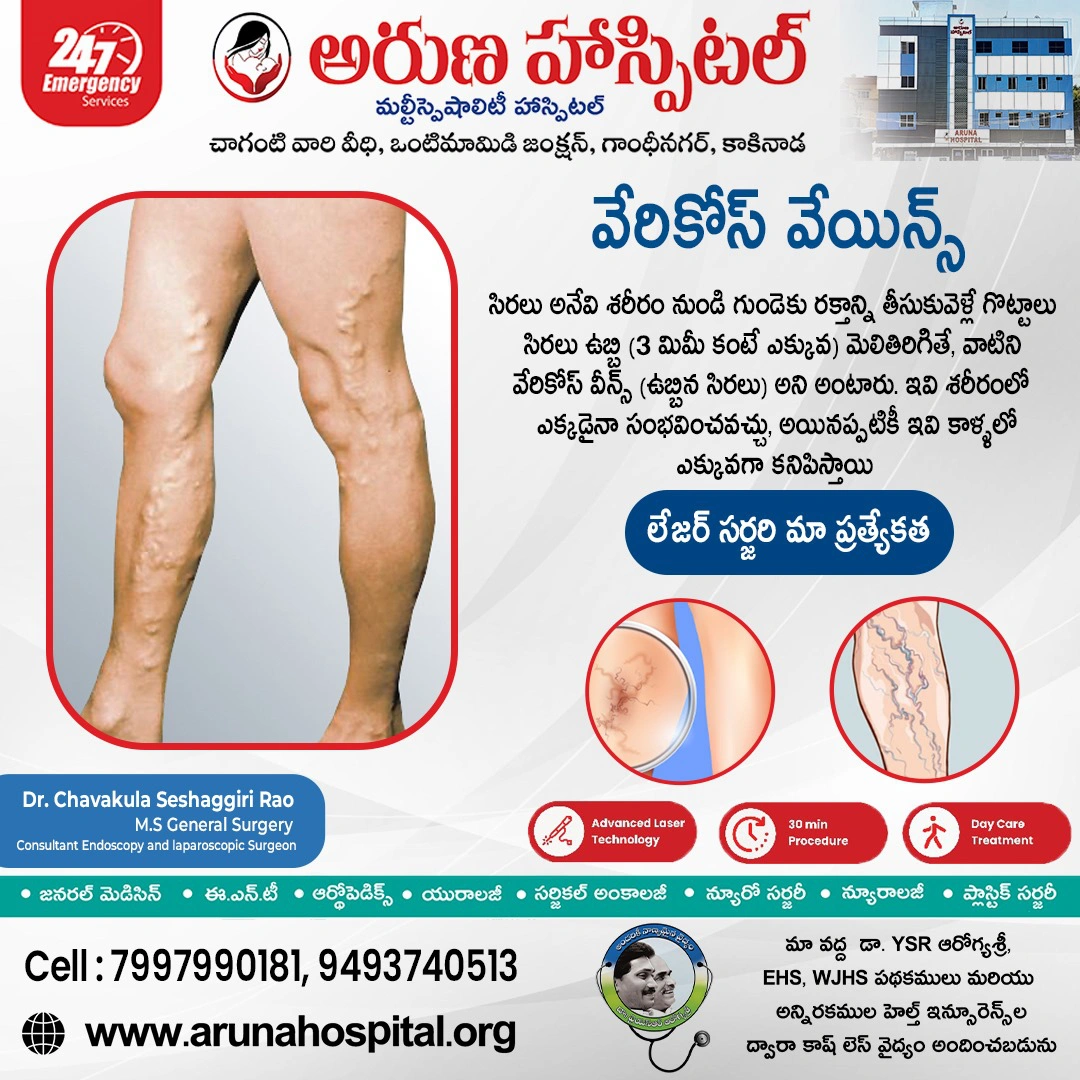 24/7
Emergency
Services
అరుణ హాస్పిటల్
మల్టీస్పెషాలిటీ హాస్పిటల్
చాగంటి వారి వీధి, ఒంటిమామిడి జంక్షన్, గాంధీనగర్, కాకినాడ
అరుణ
హాస్పిటల్
ARUNA
HOSPITAL
వేరికోస్ వేయిన్స్
సిరలు అనేవి శరీరం నుండి గుండెకు రక్తాన్ని తీసుకువెళ్లే గొట్టాలు
సిరలు ఉబ్బి (3 మిమీ కంటే ఎక్కువ) మెలితిరిగితే, వాటిని
వేరికోస్ వీన్స్ (ఉబ్బిన సిరలు) అని అంటారు. ఇవి శరీరంలో
ఎక్కడైనా సంభవించవచ్చు, అయినప్పటికీ ఇవి కాళ్ళలో
ఎక్కువగా కనిపిస్తాయి
లేజర్ సర్జరి మా ప్రత్యేకత
Dr. Chavakula Seshaggiri Rao
M.S General Surgery
Consultant Endoscopy and laparoscopic Surgeon
Advanced Laser
Technology
30 min
Procedure
Day Care
Treatment
• జనరల్ మెడిసిన్ • ఈ.ఎన్.టీ • ఆర్థోపెడిక్స్ • యురాలజీ • సర్జికల్ అంకాలజీ • న్యూరో సర్జరీ • న్యూరాలజీ • ప్లాస్టిక్ సర్జరీ
Cell : 7997990181, 9493740513
www.arunahospital.org
మా వద్ద డా. YSR ఆరోగ్యశ్రీ,
EHS, WJHS పథకములు మరియు
అన్నిరకముల హెల్త్ ఇన్సూరెన్స్‌ల
ద్వారా కాష్ లెస్ వైద్యం అందించబడును